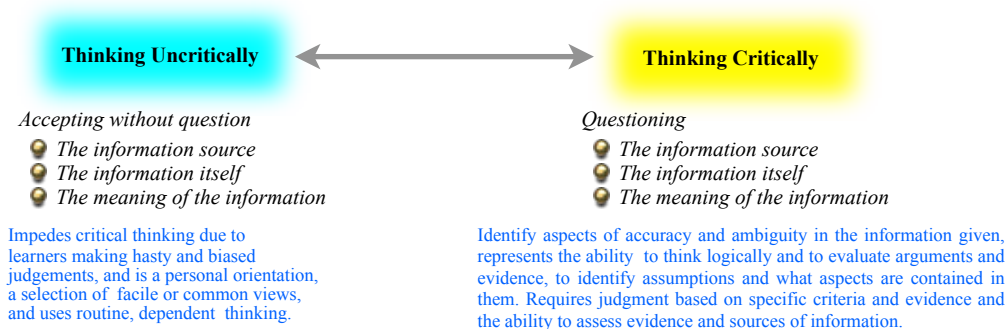 Thinking Uncritically
Thinking Critically
Accepting without question
The information source
The information itself
The meaning of the information
Impedes critical thinking due to
learners making hasty and biased
judgements, and is a personal orientation,
a selection of facile or common views,
and uses routine, dependent thinking.
Questioning
The information source
The information itself
The meaning of the information
Identify aspects of accuracy and ambiguity in the information given,
represents the ability to think logically and to evaluate arguments and
evidence, to identify assumptions and what aspects are contained in
them. Requires judgment based on specific criteria and evidence and
the ability to assess evidence and sources of information.